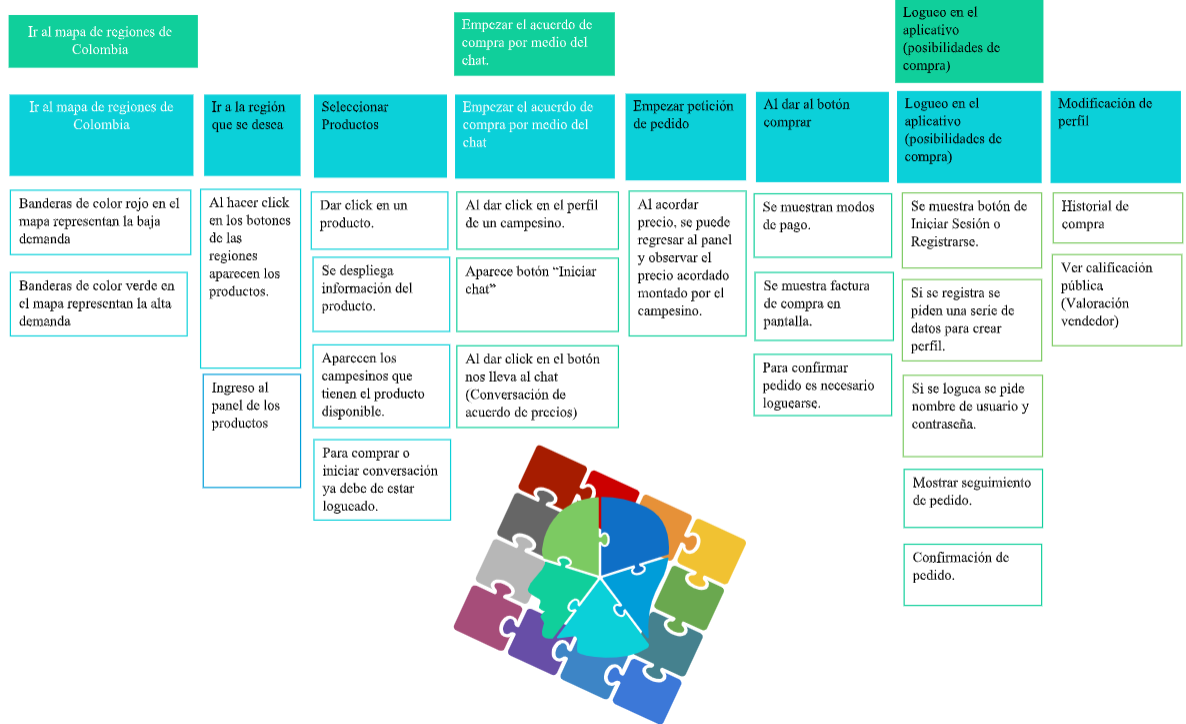 Ir al mapa de regiones de
Colombia
Empezar el acuerdo de
compra por medio del
chat.
Logueo en el
aplicativo
(posibilidades de
compra)
Ir al mapa de regiones de
Colombia
Ir a la región
que se desea
Seleccionar
Productos
Empezar el acuerdo de
compra por medio del
chat
Empezar petición
de pedido
Al dar al botón
comprar
Logueo en el
aplicativo
(posibilidades de
compra)
Modificación de
perfil
Banderas de color rojo en el
mapa representan la baja
demanda
Banderas de color verde en
el mapa representan la alta
demanda
Al hacer click
en los botones
de las
regiones
aparecen los
productos.
Ingreso al
panel de los
productos
Dar click en un
producto.
Se despliega
información del
producto.
Aparecen los
campesinos que
tienen el producto
disponible.
Para comprar o
iniciar conversación
ya debe de estar
logueado.
Al dar click en el perfil
de un campesino.
Aparece botón “Iniciar
chat”
Al dar click en el botón
nos lleva al chat
(Conversación de
acuerdo de precios)
Al acordar
precio, se puede
regresar al panel
y observar el
precio acordado
montado por el
campesino.
Se muestran modos
de pago.
Se muestra factura
de compra en
pantalla.
Para confirmar
pedido es necesario
loguearse.
Se muestra botón de
Iniciar Sesión o
Registrarse.
Si se registra se
piden una serie de
datos para crear
perfil.
Si se loguea se pide
nombre de usuario y
contraseña.
Mostrar seguimiento
de pedido.
Confirmación de
pedido.
Historial de
compra
Ver calificación
pública
(Valoración
vendedor)